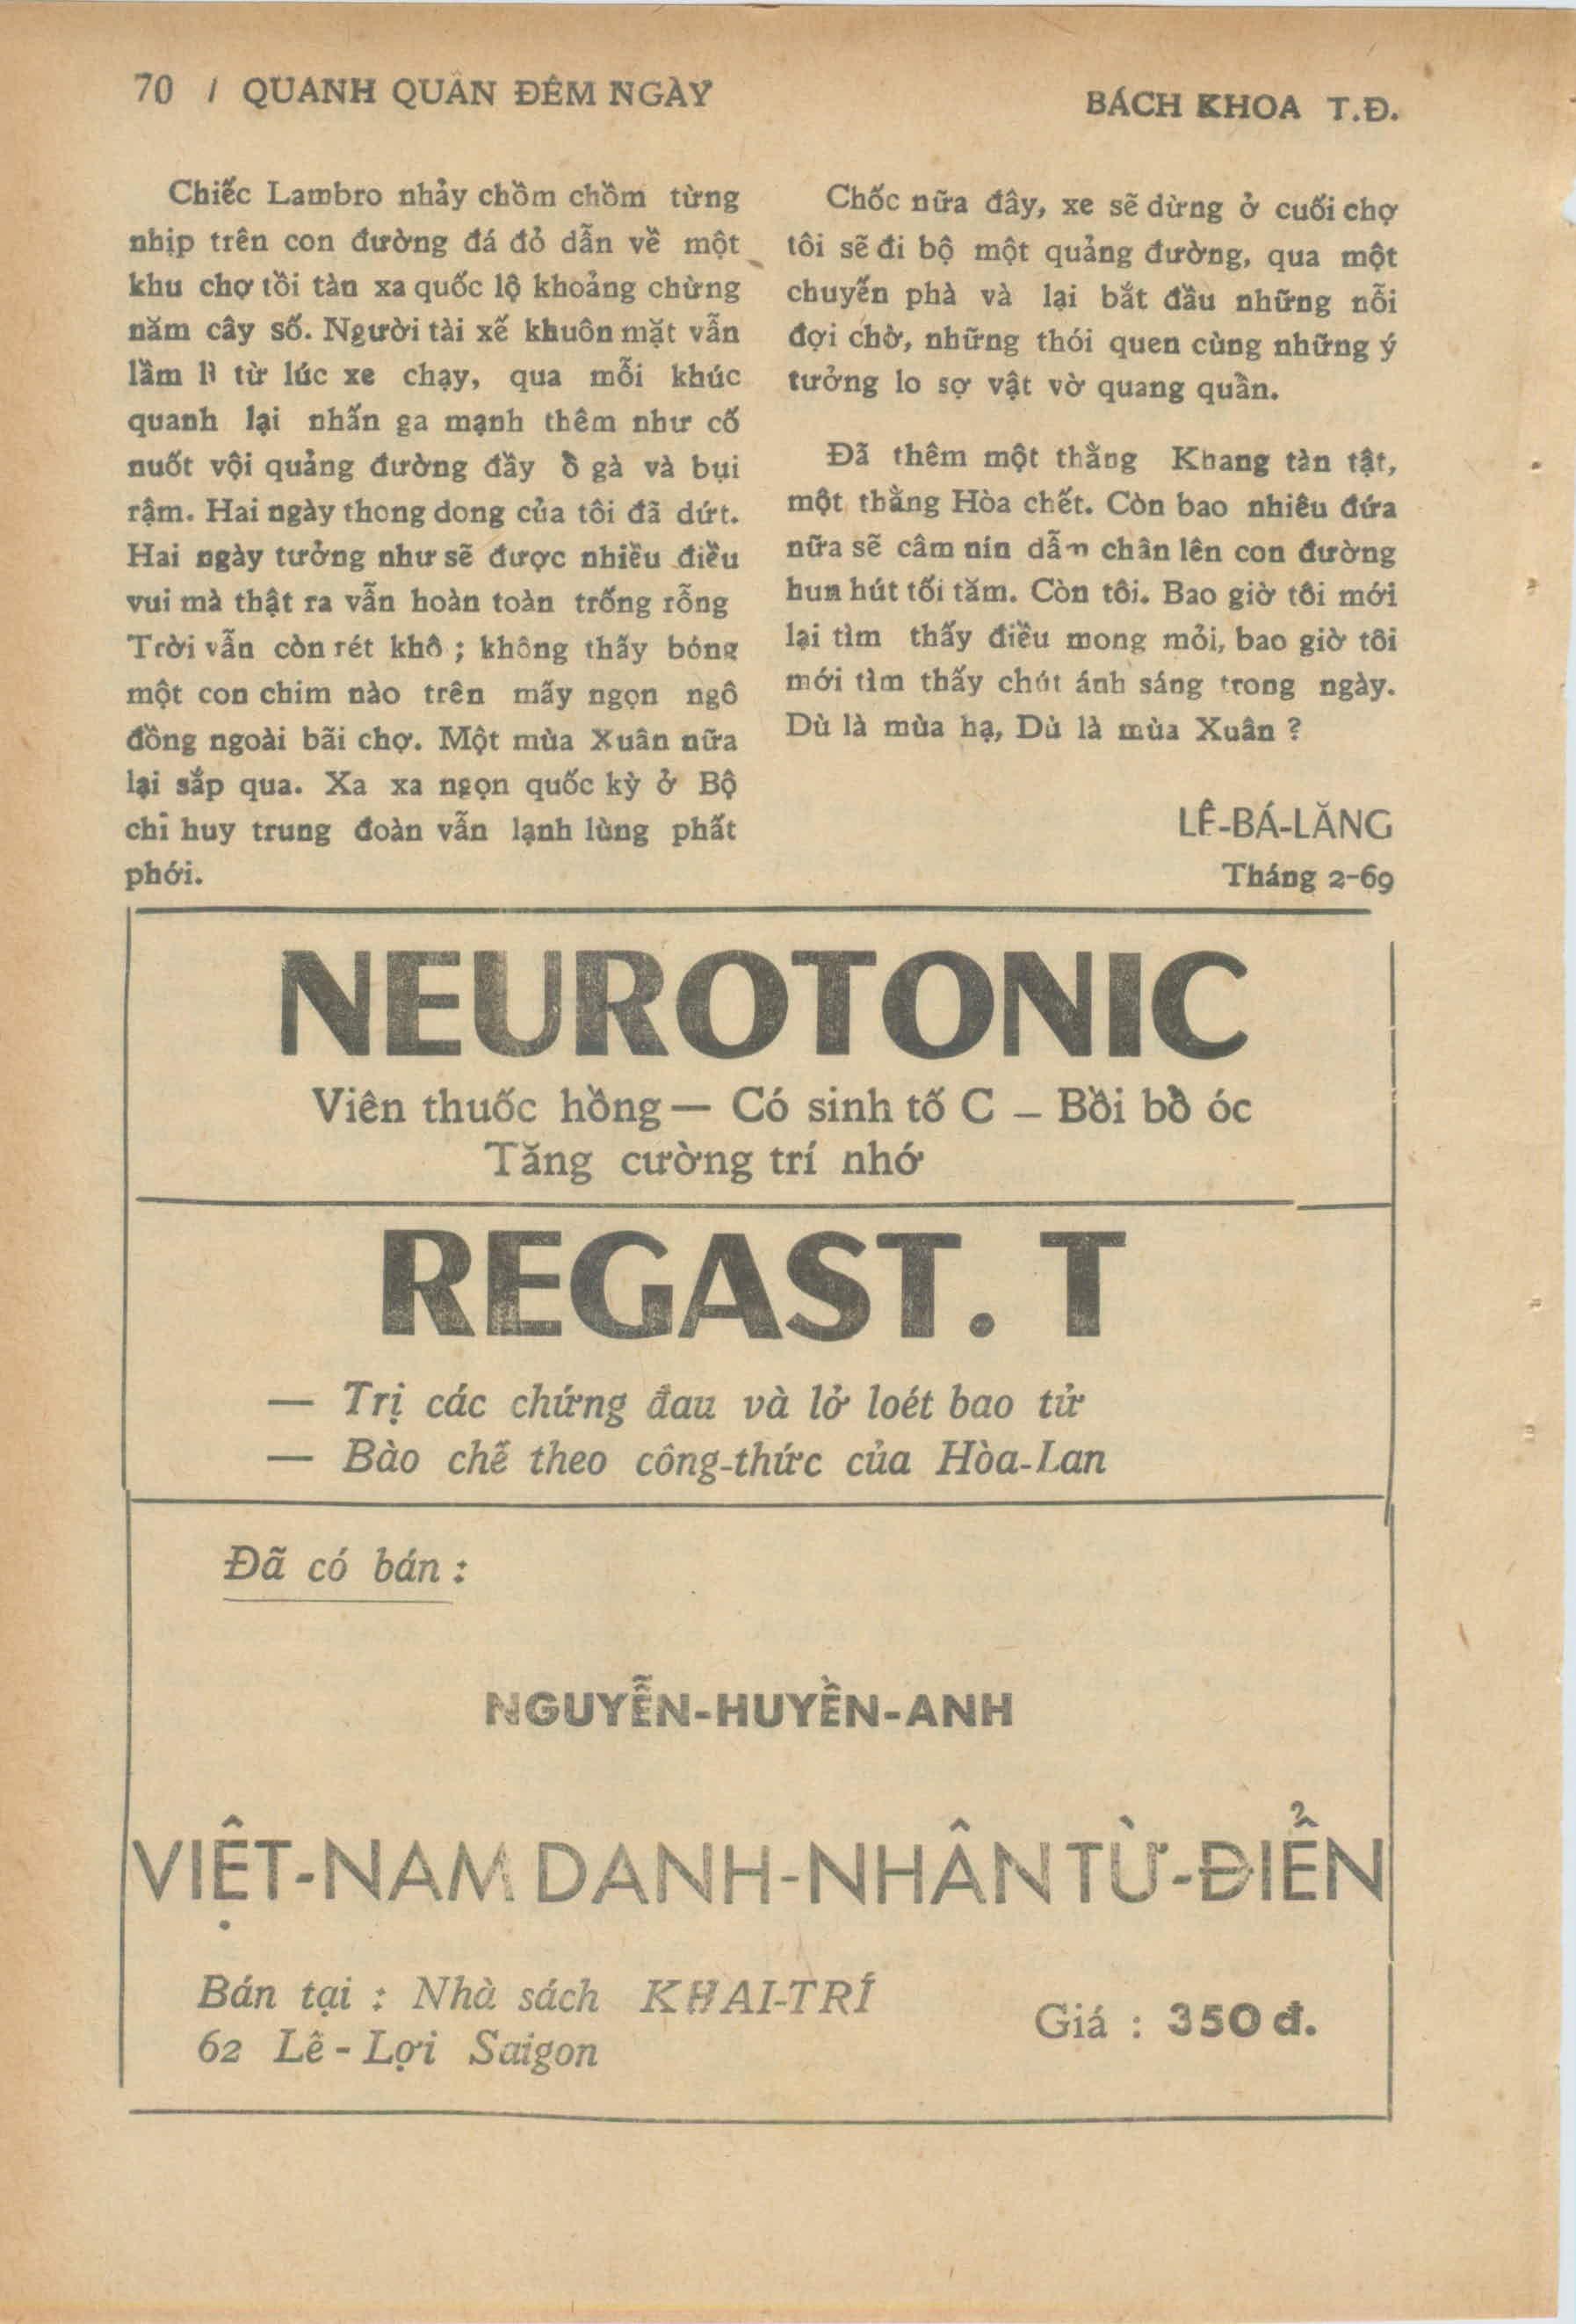 70 / QUANH QUÂN ĐÊM NGÀY
BÁCH KHOA T.Đ.
Chiếc Lambro nhảy chồm chồm từng
nhịp trên con đường đá đỏ dẫn về một
khu chợ tồi tàn xa quốc lộ khoảng chừng
năm cây số. Người tài xế khuôn mặt vẫn
lầm lì từ lúc xe chạy, qua mỗi khúc
quanh lại nhấn ga mạnh thêm như cố
nuốt vội quảng đường đầy ồ gà và bụi
rậm. Hai ngày thong dong của tôi đã dứt.
Hai ngày tưởng như sẽ được nhiều điều
vui mà thật ra vẫn hoàn toàn trống rỗng
Trời vẫn còn rét khô ; không thấy bóng
một con chim nào trên mấy ngọn ngô
đồng ngoài bãi chợ. Một mùa Xuân nữa
lại sắp qua. Xa xa ngọn quốc kỳ ở Bộ
chỉ huy trung đoàn vẫn lạnh lùng phất
phới.
Chốc nữa đây, xe sẽ dừng ở cuối chợ
tôi sẽ đi bộ một quảng đường, qua một
chuyến phà và lại bắt đầu những nỗi
đợi chờ, những thói quen cùng những ý
tưởng lo sợ vật vờ quang quần.
Đã thêm một thằng Khang tàn tật,
một thằng Hòa chết. Còn bao nhiêu đứa
nữa sẽ câm nín dẫm chân lên con đường
hun hút tối tăm. Còn tôi. Bao giờ tôi mới
lại tìm thấy điều mong mỏi, bao giờ tôi
mới tìm thấy chút ánh sáng trong ngày.
Dù là mùa hạ, Dù là mùa Xuân ?
LÊ-BÁ-LĂNG
Tháng 2-69
NEUROTONIC
Viên thuốc hồng — Có sinh tố C – Bồi bồ óc
Tăng cường trí nhớ
REGAST. T
— Trị các chứng đau và lở loét bao tử
— Bào chế theo công-thức của Hòa-Lan
Đã có bán :
NGUYỄN-HUYỀN-ANH
VIỆT-NAM DANH-NHÂN TỪ-ĐIỂN
Bán tại : Nhà sách KHAI-TRÍ
62 Lê - Lợi Saigon
Giá : 350 đ.